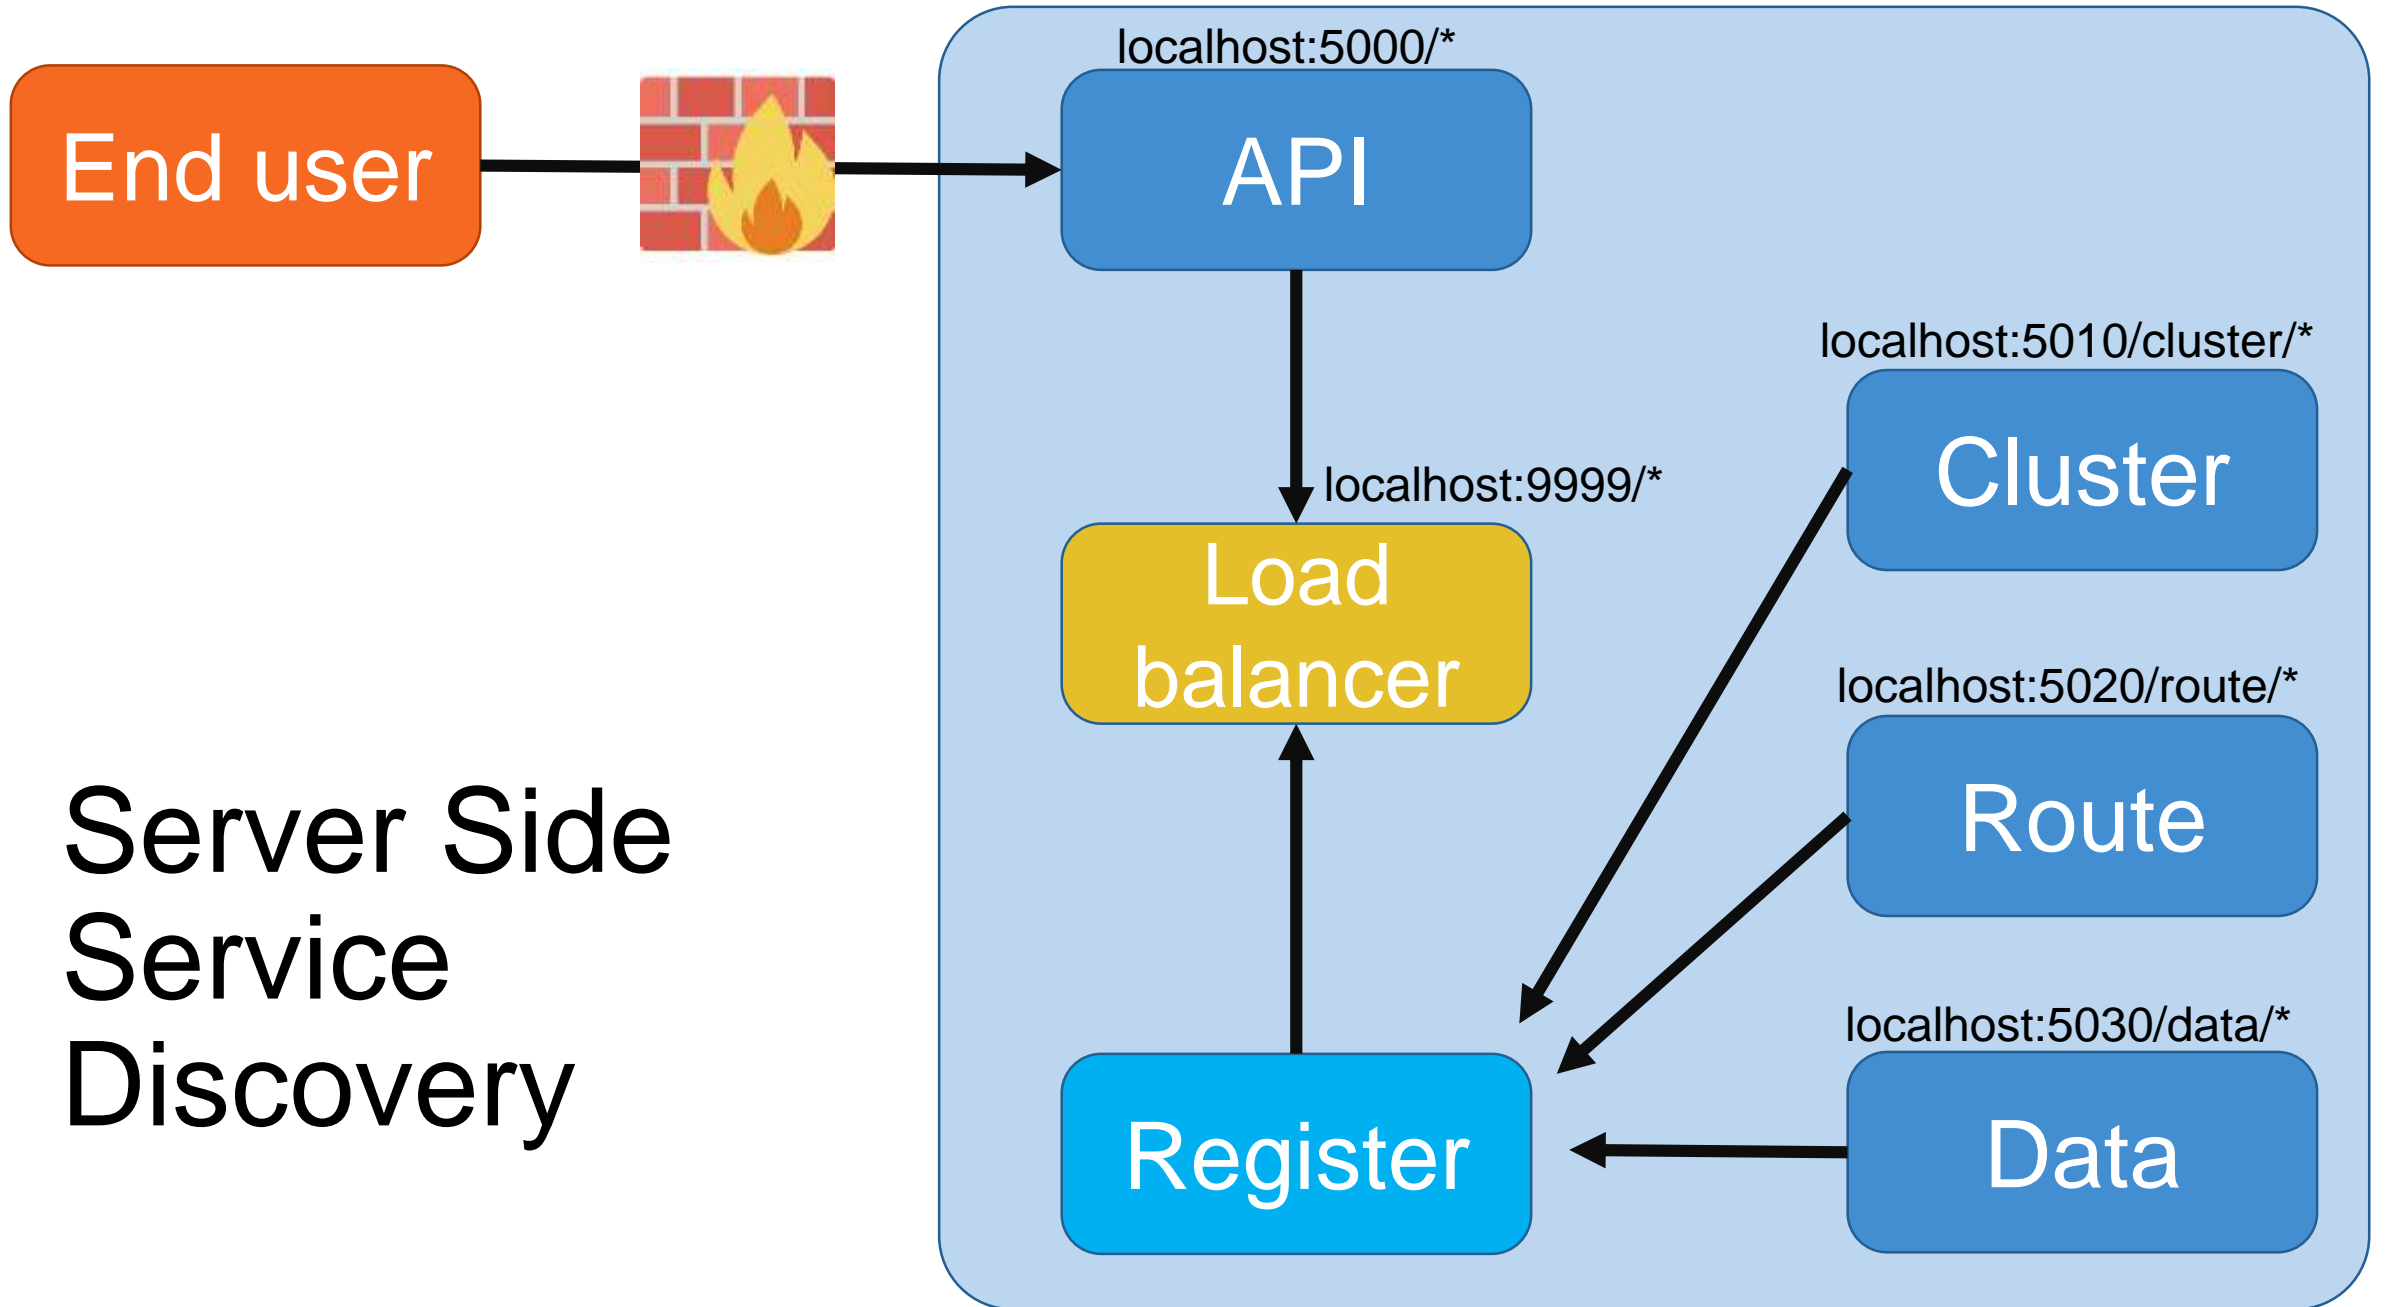 localhost:5000/*
End user
API
localhost:5010/cluster/*
Cluster
localhost:9999/*
Load
balancer
localhost:5020/route/*
Route
Server Side
Service
Discovery
localhost:5030/data/*
Register
Data